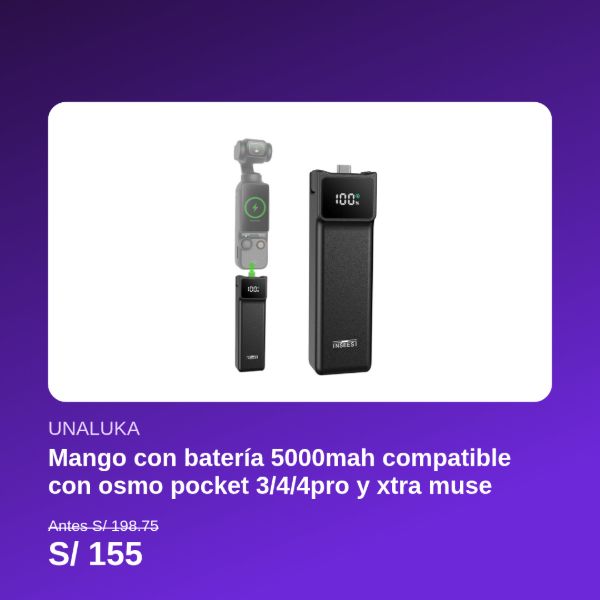 100%
100%
INSEESI
UNALUKA
Mango con batería 5000mah compatible
con osmo pocket 3/4/4pro y xtra muse
Antes S/ 198.75
S/ 155